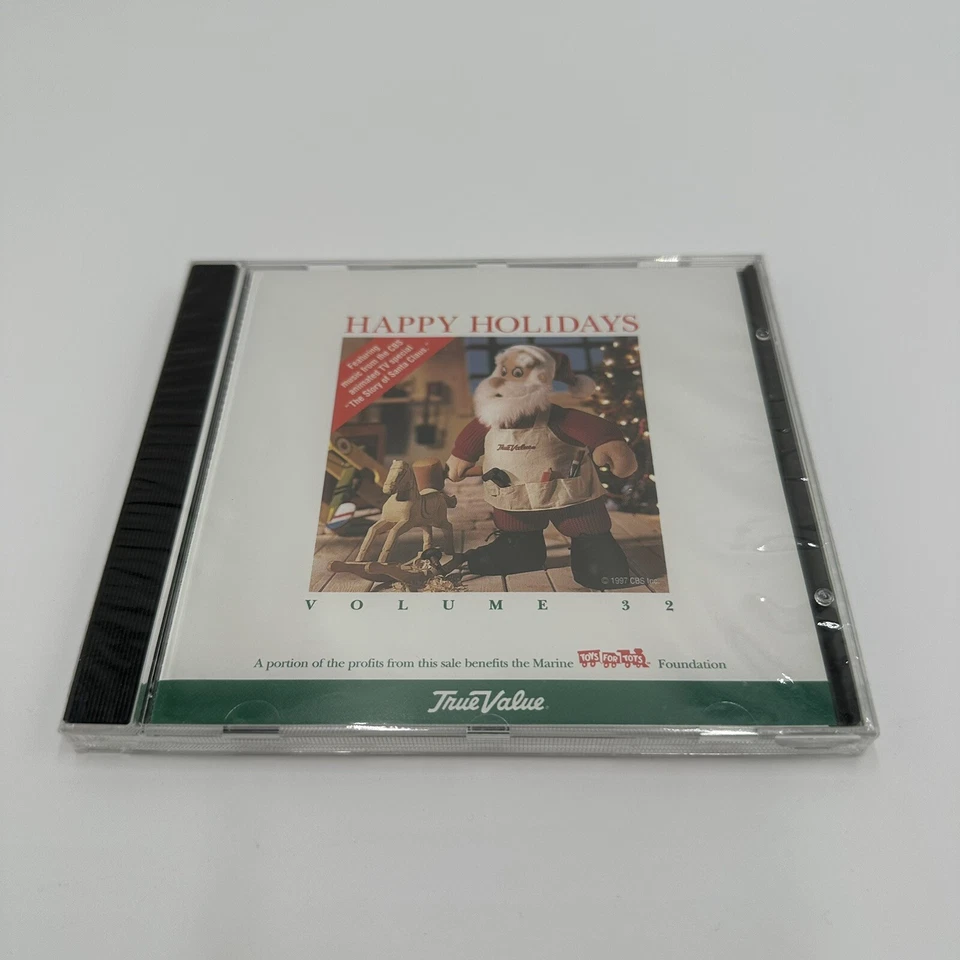 HAPPY HOLIDAYS
Featuring
music from the CBS
animated TV special
"The Story of Santa Claus."
True Value
© 1997 CBS Inc.
VOLUME 32
A portion of the profits from this sale benefits the Marine TOYS FOR TOTS™ Foundation
True Value®